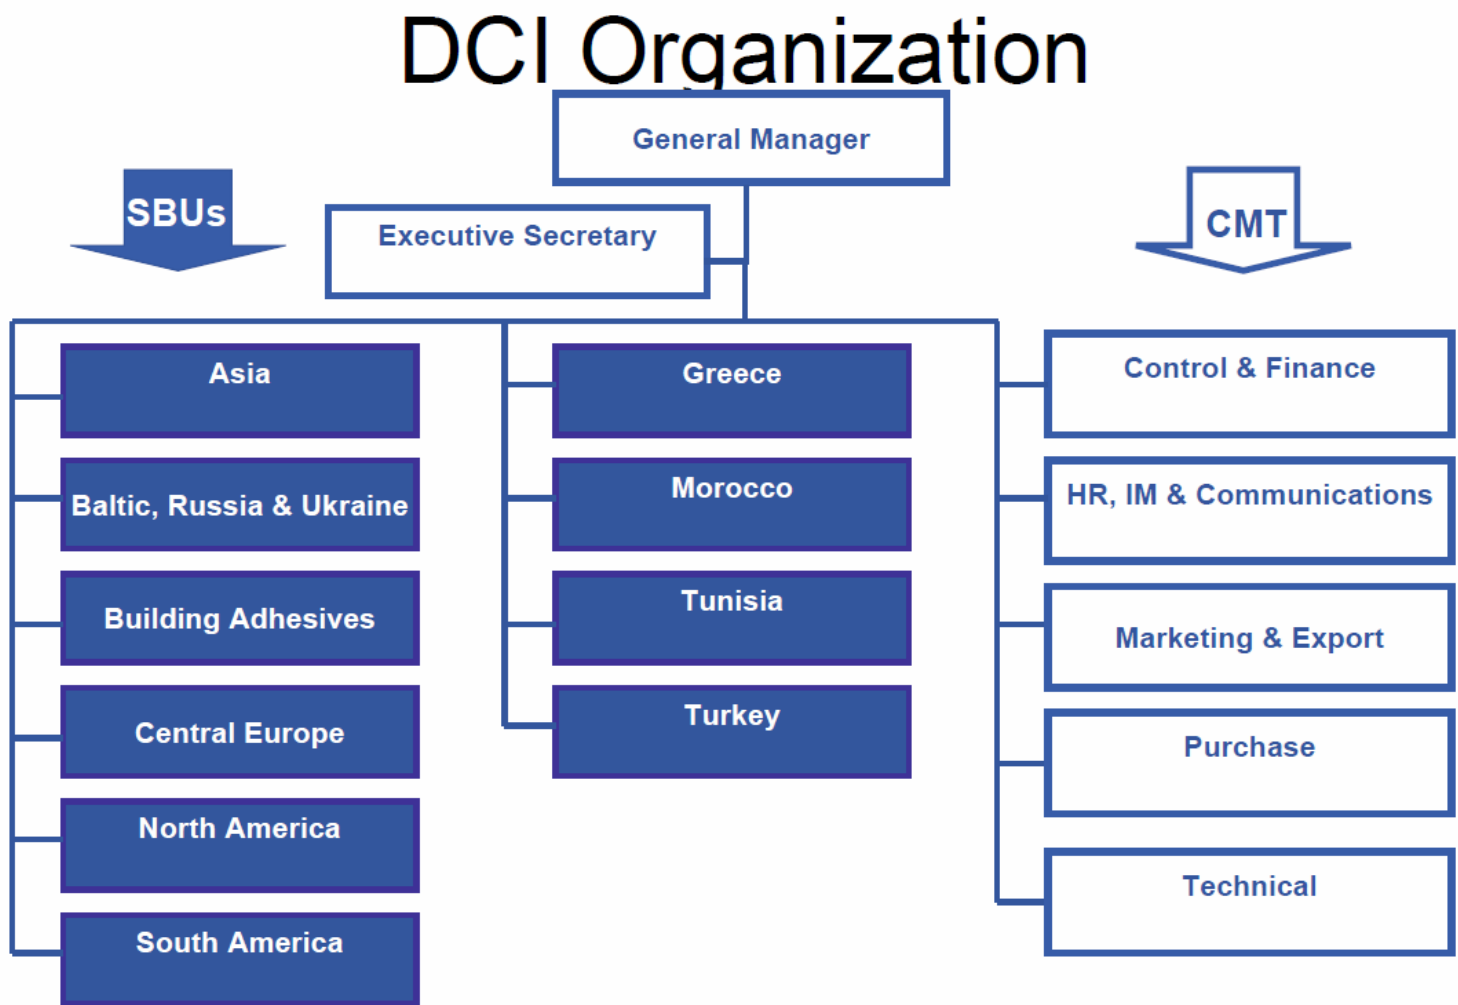 DCI Organization
General Manager
SBUs
Executive Secretary
CMT
Asia
Baltic, Russia & Ukraine
Building Adhesives
Central Europe
North America
South America
Greece
Morocco
Tunisia
Turkey
Control & Finance
HR, IM & Communications
Marketing & Export
Purchase
Technical